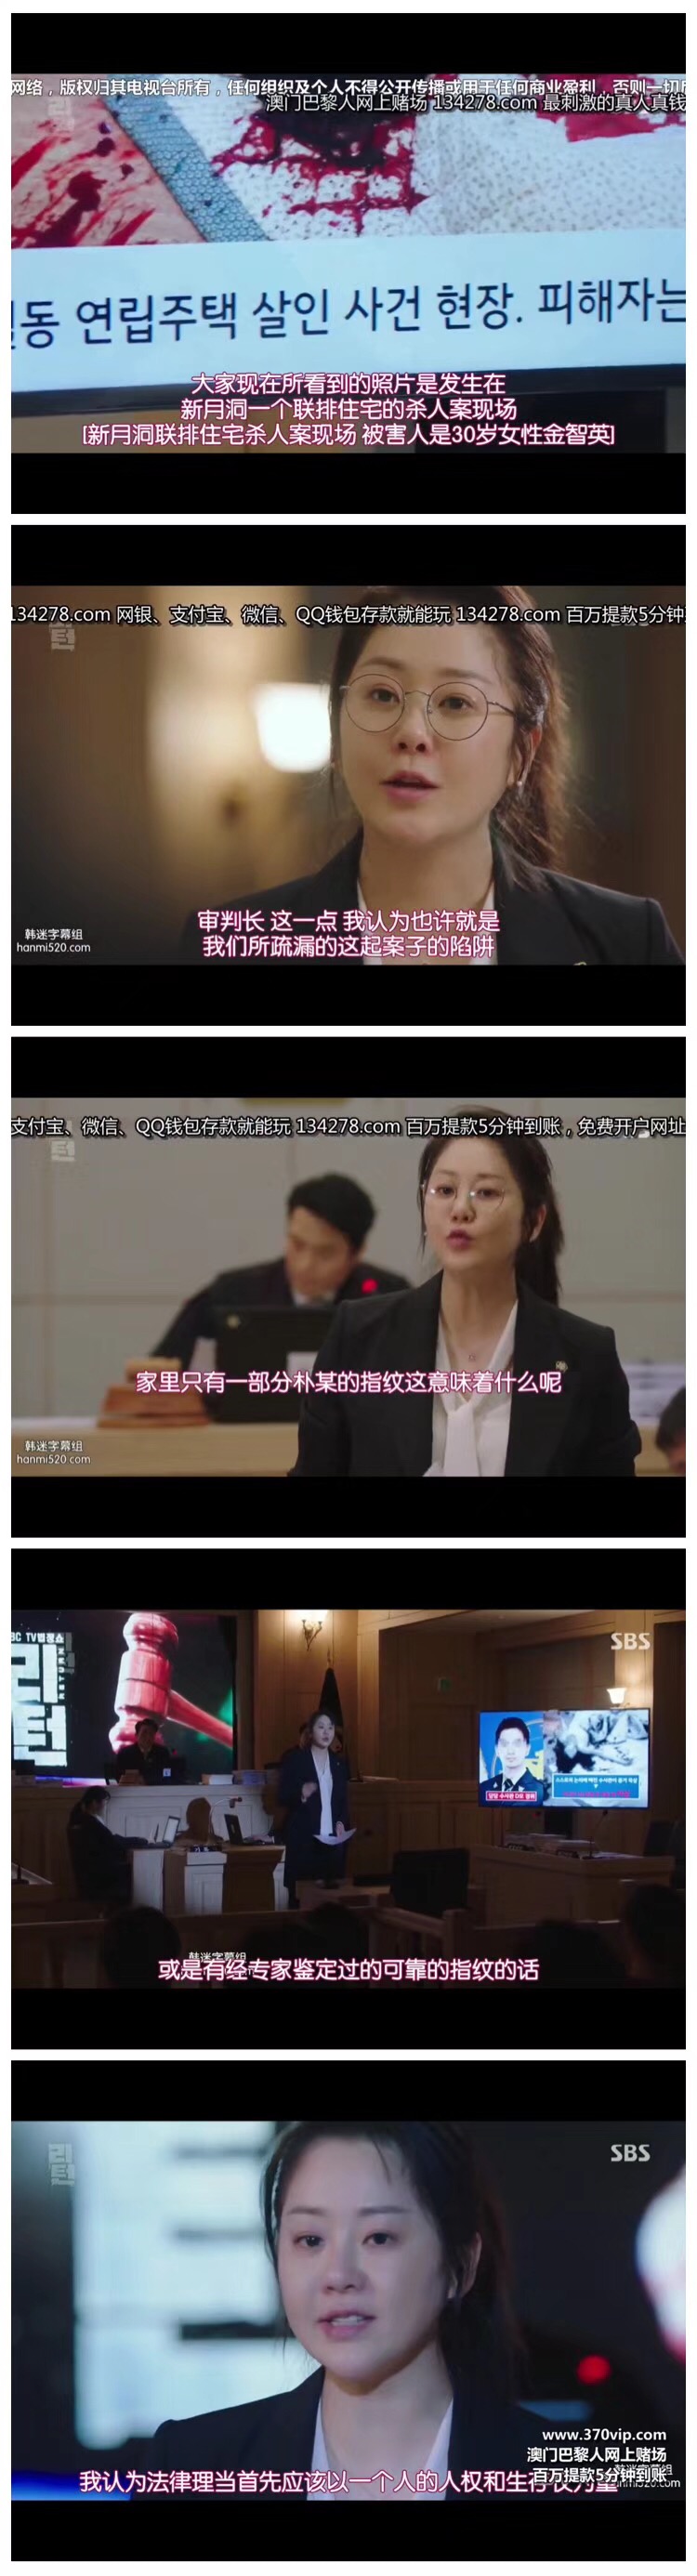 网络，版权归其电视台所有，任何组织及个人不得公开传播或用于任何商业盈利，否则一切
澳门巴黎人网上赌场 134278.com 最刺激的真人真钱
동 연립주택 살인 사건 현장. 피해자는
大家现在所看到的照片是发生在
新月洞一个联排住宅的杀人案现场
[新月洞联排住宅杀人案现场 被害人是30岁女性金智英]
134278.com 网银、支付宝、微信、QQ钱包存款就能玩 134278.com 百万提款5分钟
턴
审判长 这一点 我认为也许就是
我们所疏漏的这起案子的陷阱
韩迷字幕组
hanmi520.com
支付宝、微信、QQ钱包存款就能玩 134278.com 百万提款5分钟到账，免费开户网址
턴
家里只有一部分朴某的指纹这意味着什么呢
韩迷字幕组
hanmi520.com
SBS
TV법정쇼
리턴
韩迷字幕组
或是有经专家鉴定过的可靠的指纹的话
리턴
SBS
www.370vip.com
澳门巴黎人网上赌场
百万提款5分钟到账
我认为法律理当首先应该以一个人的人权和生存权为重